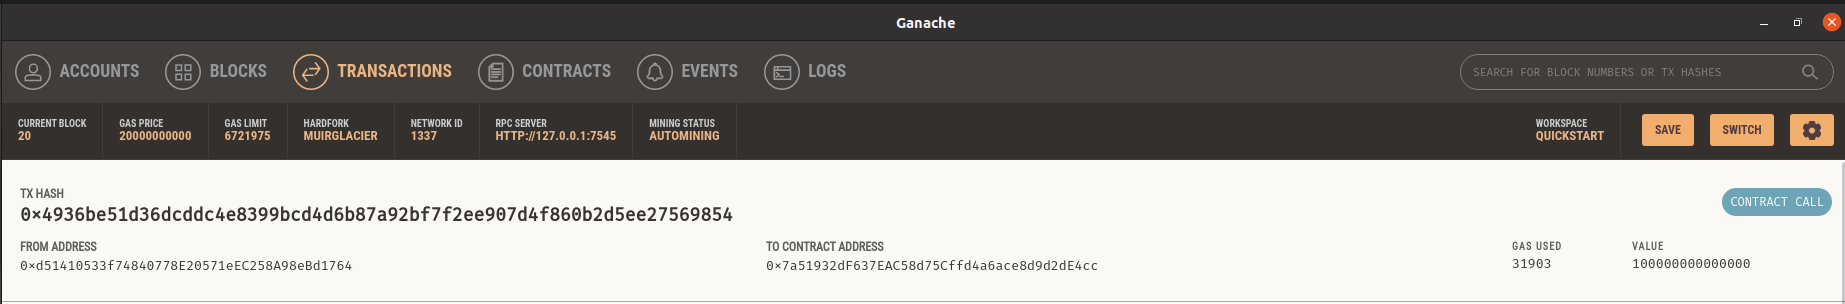 Ganache
ACCOUNTS BLOCKS TRANSACTIONS CONTRACTS EVENTS LOGS SEARCH FOR BLOCK NUMBERS OR TX HASHES
CURRENT BLOCK GAS PRICE GAS LIMIT HARDFORK NETWORK ID RPC SERVER MINING STATUS WORKSPACE
20 20000000000 6721975 MUIRGLACIER 1337 HTTP://127.0.0.1:7545 AUTOMINING QUICKSTART SAVE SWITCH
TX HASH
0×4936be51d36dcddc4e8399bcd4d6b87a92bf7f2ee907d4f860b2d5ee27569854 CONTRACT CALL
FROM ADDRESS TO CONTRACT ADDRESS GAS USED VALUE
0×d51410533f74840778E20571eEC258A98eBd1764 0×7a51932dF637EAC58d75Cffd4a6ace8d9d2dE4cc 31903 100000000000000